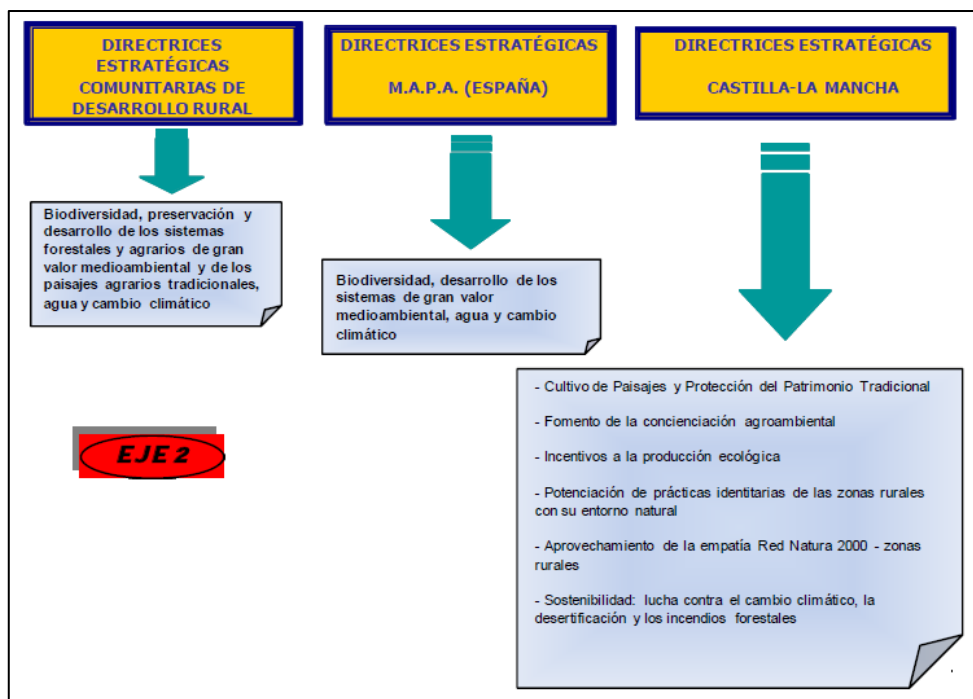 DIRECTRICES
ESTRATÉGICAS
COMUNITARIAS DE
DESARROLLO RURAL
DIRECTRICES ESTRATÉGICAS
M.A.P.A. (ESPAÑA)
DIRECTRICES ESTRATÉGICAS
CASTILLA-LA MANCHA
Biodiversidad, preservación y
desarrollo de los sistemas
forestales y agrarios de gran
valor medioambiental y de los
paisajes agrarios tradicionales,
agua y cambio climático
Biodiversidad, desarrollo de los
sistemas de gran valor
medioambiental, agua y cambio
climático
- Cultivo de Paisajes y Protección del Patrimonio Tradicional
- Fomento de la concienciación agroambiental
- Incentivos a la producción ecológica
- Potenciación de prácticas identitarias de las zonas rurales
con su entorno natural
- Aprovechamiento de la empatía Red Natura 2000 - zonas
rurales
- Sostenibilidad: lucha contra el cambio climático, la
desertificación y los incendios forestales
EJE 2